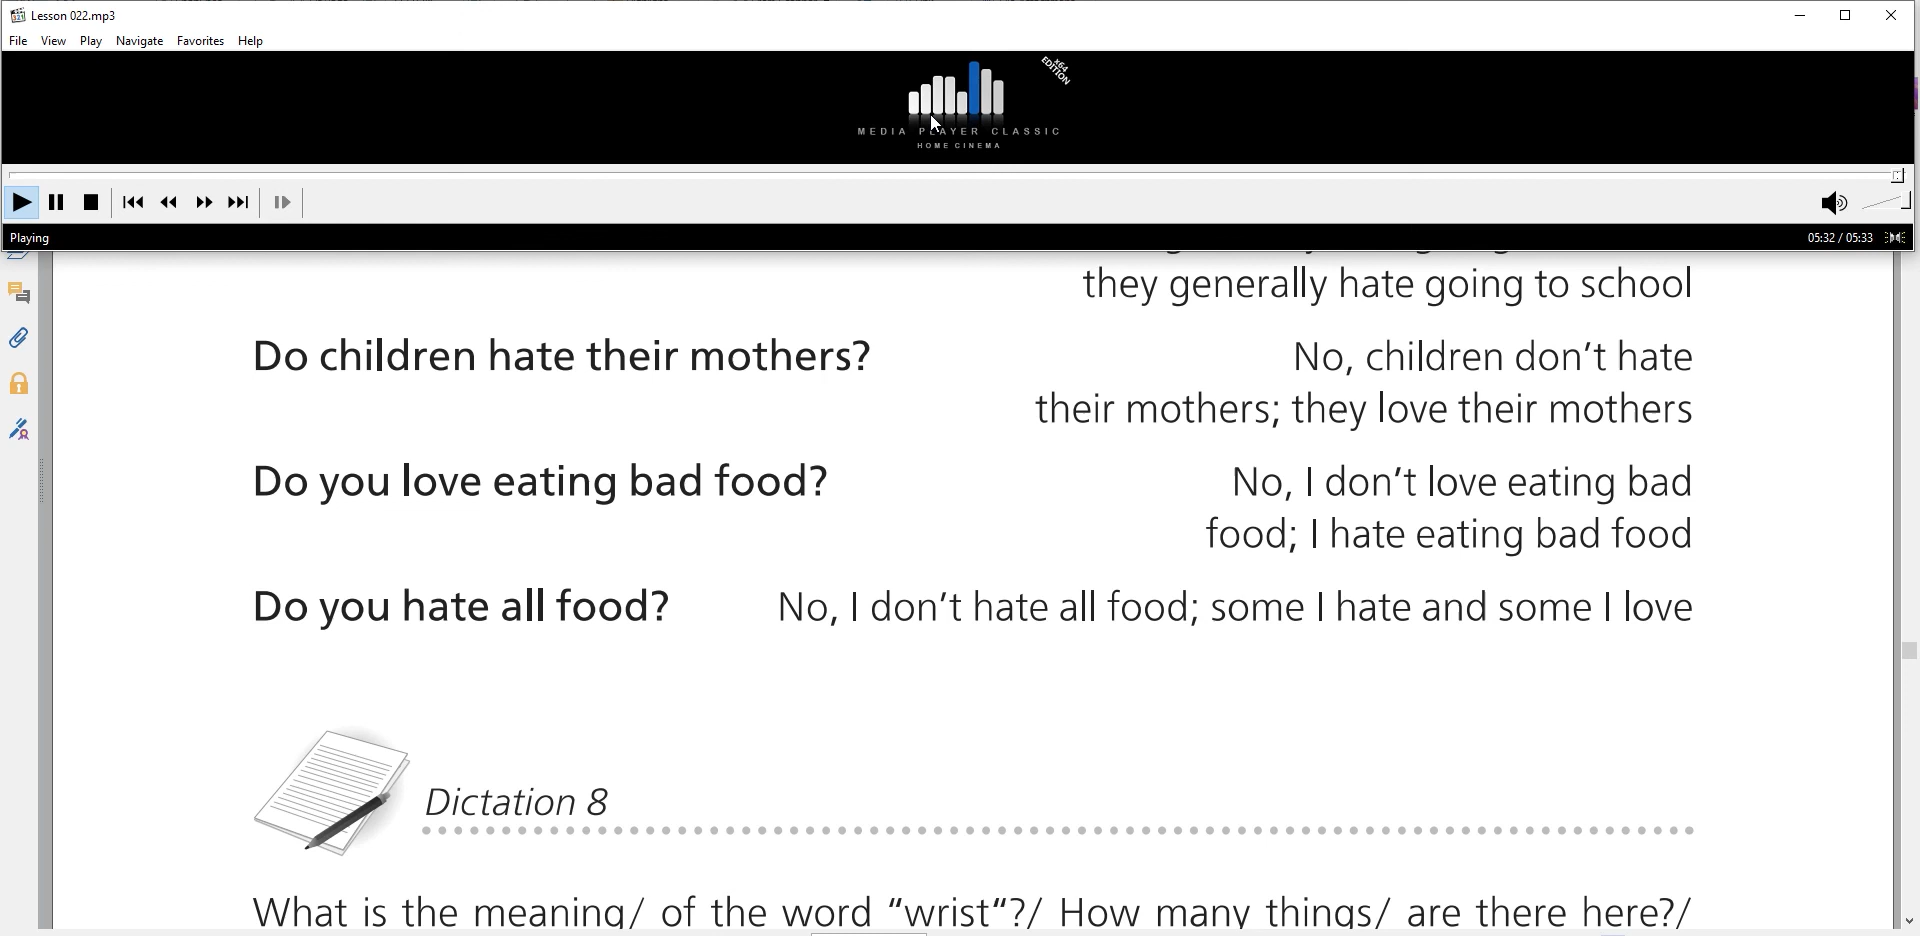 Lesson 022.mp3
File View Play Navigate Favorites Help
x64
EDITION
MEDIA PLAYER CLASSIC
HOME CINEMA
Playing
05:32 / 05:33
they generally hate going to school
Do children hate their mothers? No, children don't hate
their mothers; they love their mothers
Do you love eating bad food? No, I don't love eating bad
food; I hate eating bad food
Do you hate all food? No, I don't hate all food; some I hate and some I love
Dictation 8
What is the meaning/ of the word "wrist"?/ How many things/ are there here?/